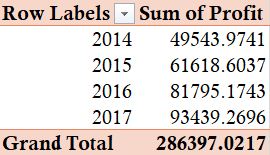 Row Labels Sum of Profit
2014 49543.9741
2015 61618.6037
2016 81795.1743
2017 93439.2696
Grand Total 286397.0217